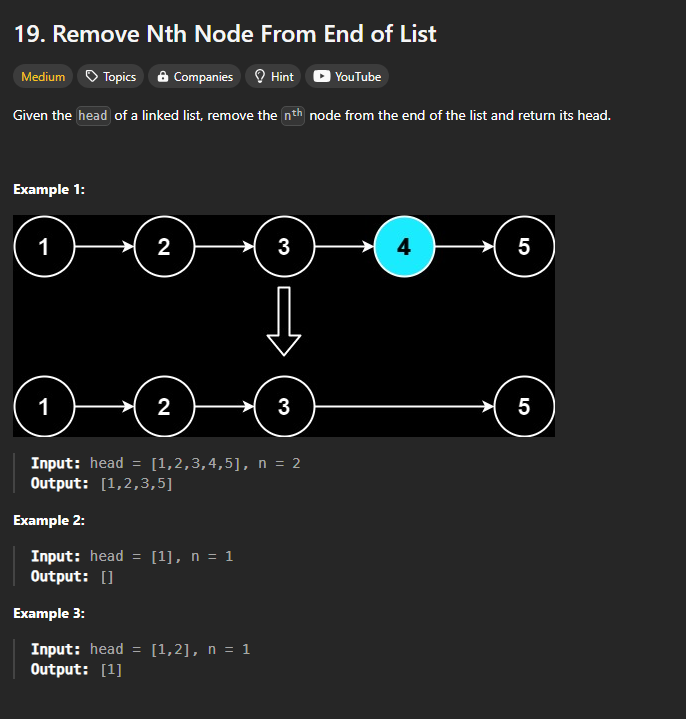 19. Remove Nth Node From End of List
Medium Topics Companies Hint YouTube
Given the head of a linked list, remove the nth node from the end of the list and return its head.
Example 1:
1 2 3 4 5
1 2 3 5
Input: head = [1,2,3,4,5], n = 2
Output: [1,2,3,5]
Example 2:
Input: head = [1], n = 1
Output: []
Example 3:
Input: head = [1,2], n = 1
Output: [1]